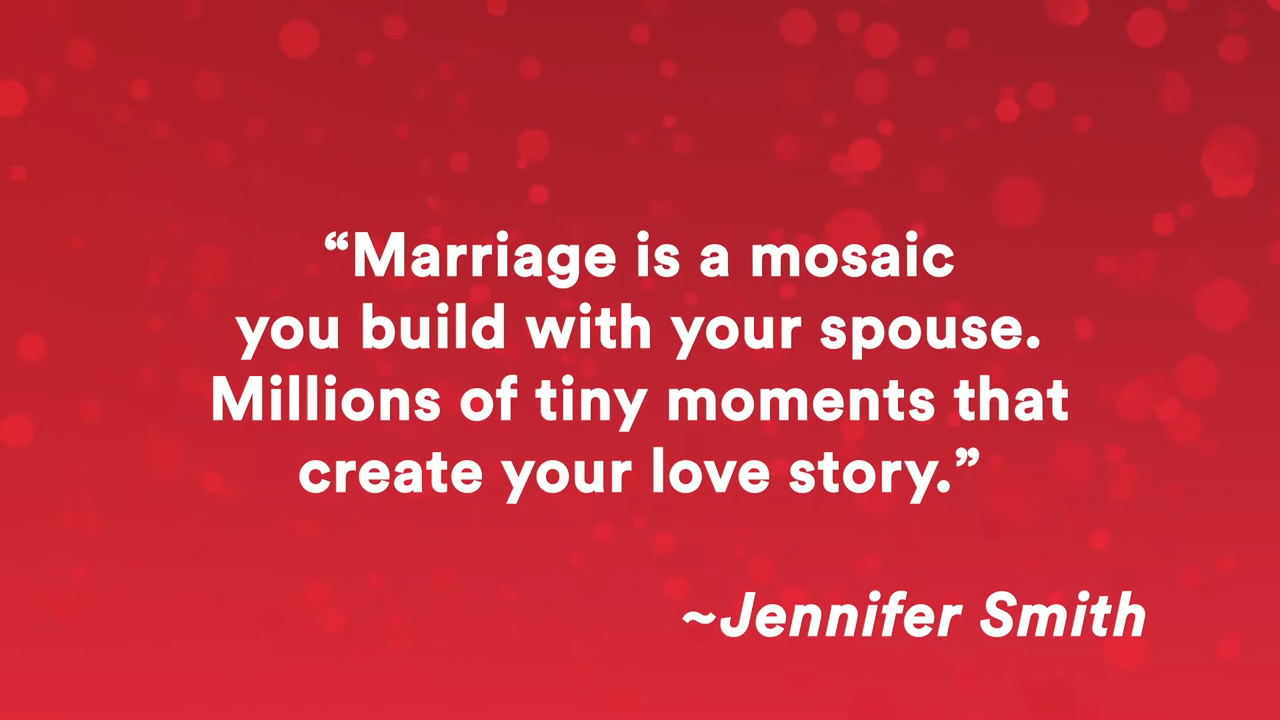 “Marriage is a mosaic
you build with your spouse.
Millions of tiny moments that
create your love story.”
~Jennifer Smith